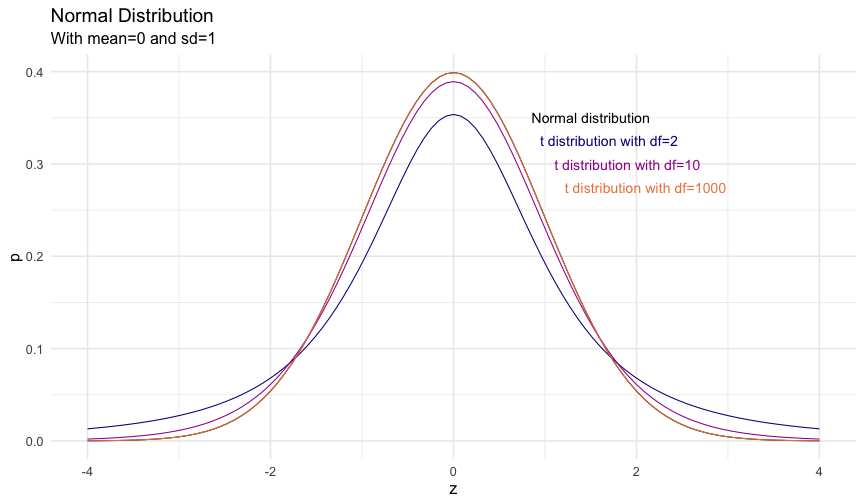 Normal Distribution
With mean=0 and sd=1
0.4
Normal distribution
t distribution with df=2
t distribution with df=10
0.3
t distribution with df=1000
p
0.2
0.1
0.0
-4 -2 0 2 4
z